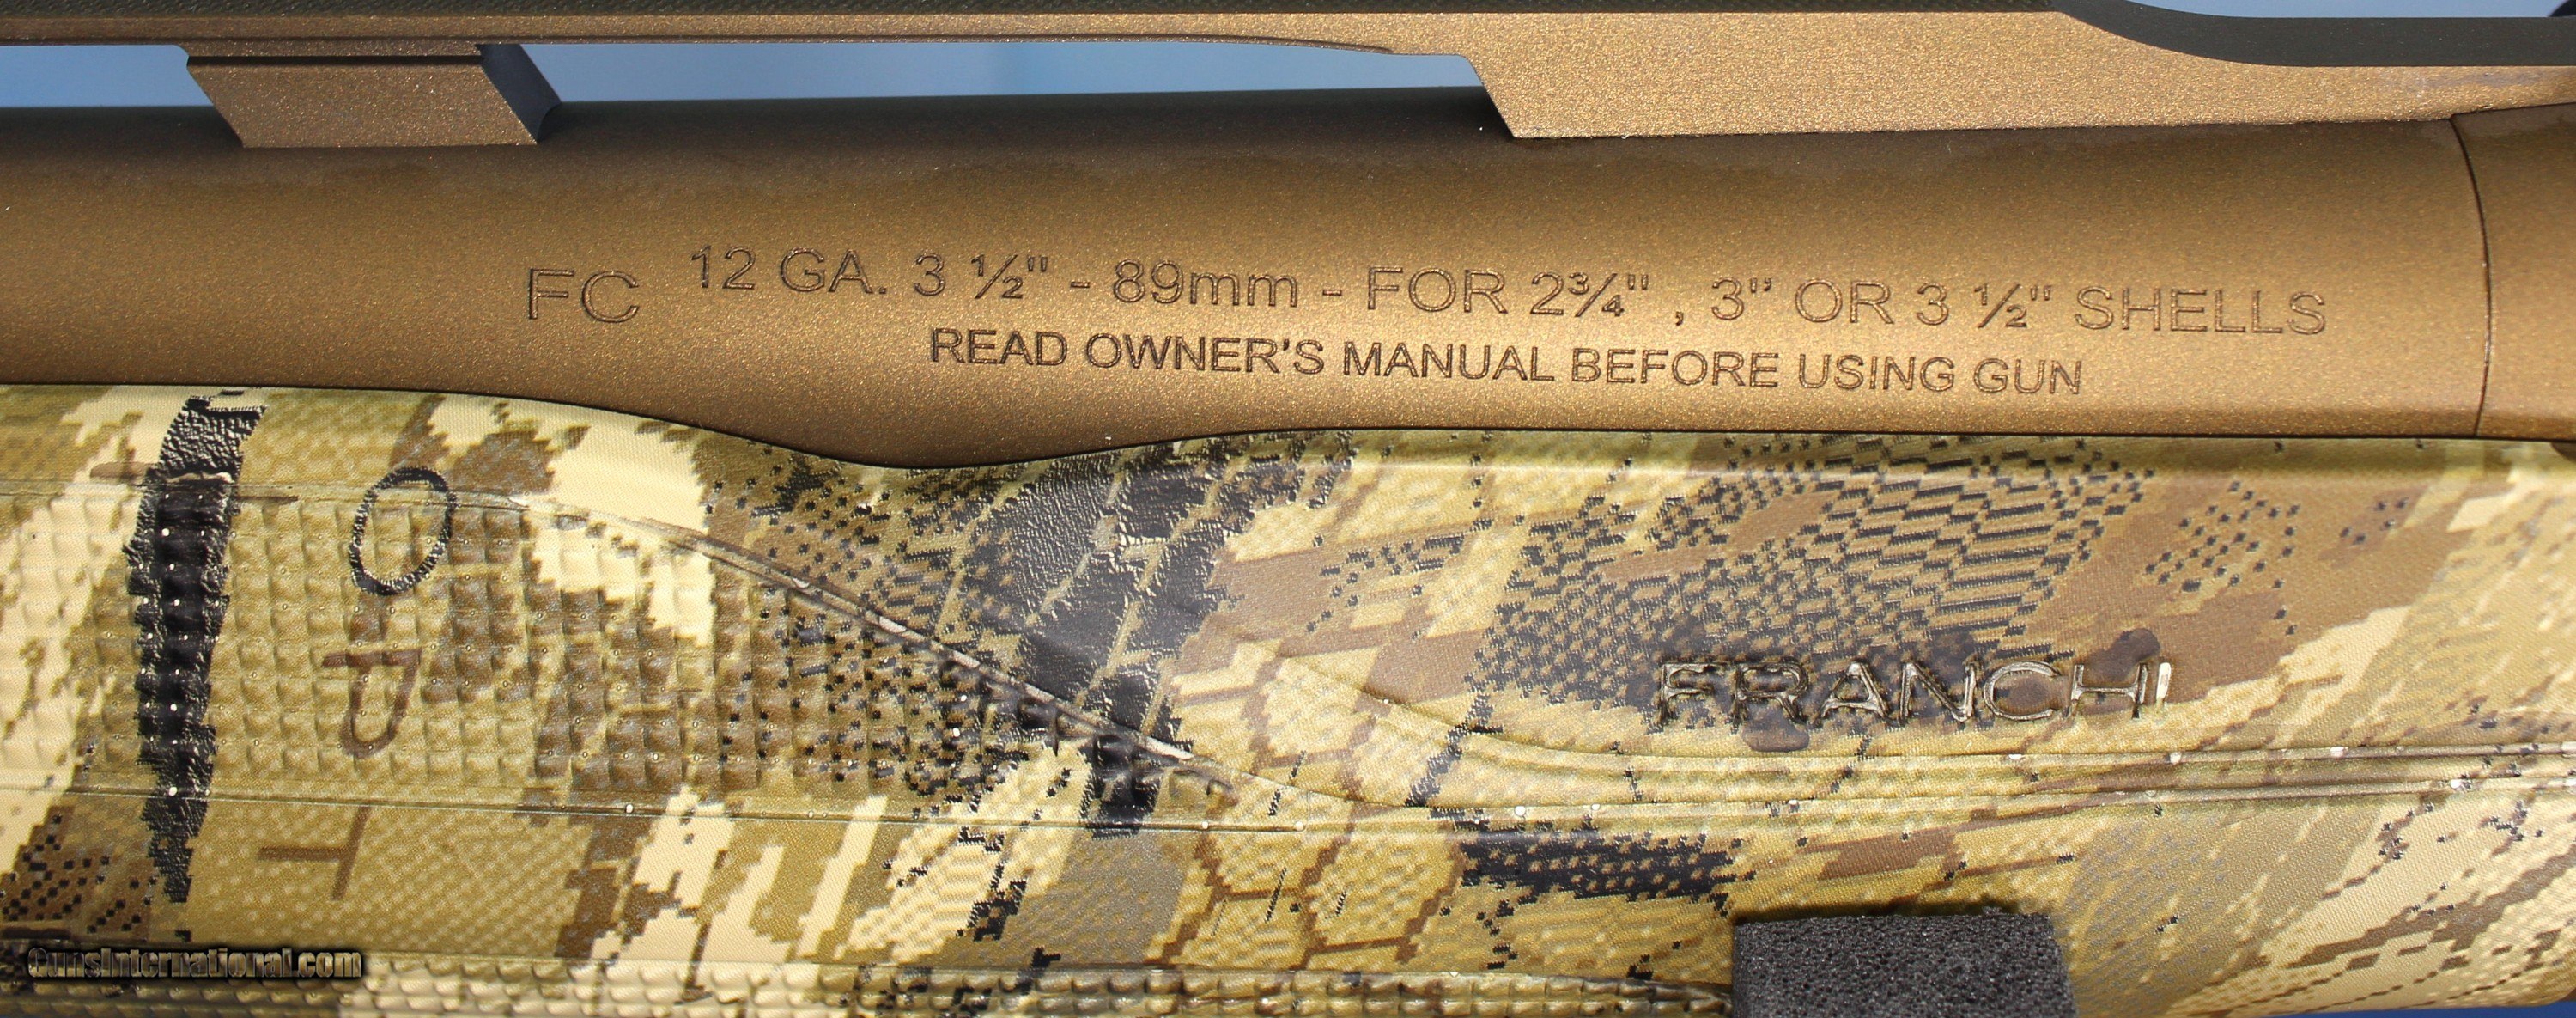 FC 12 GA. 3 ½" - 89mm - FOR 2¾", 3" OR 3 ½" SHELLS
READ OWNER'S MANUAL BEFORE USING GUN
OPT
FRANCHI
GunsInternational.com